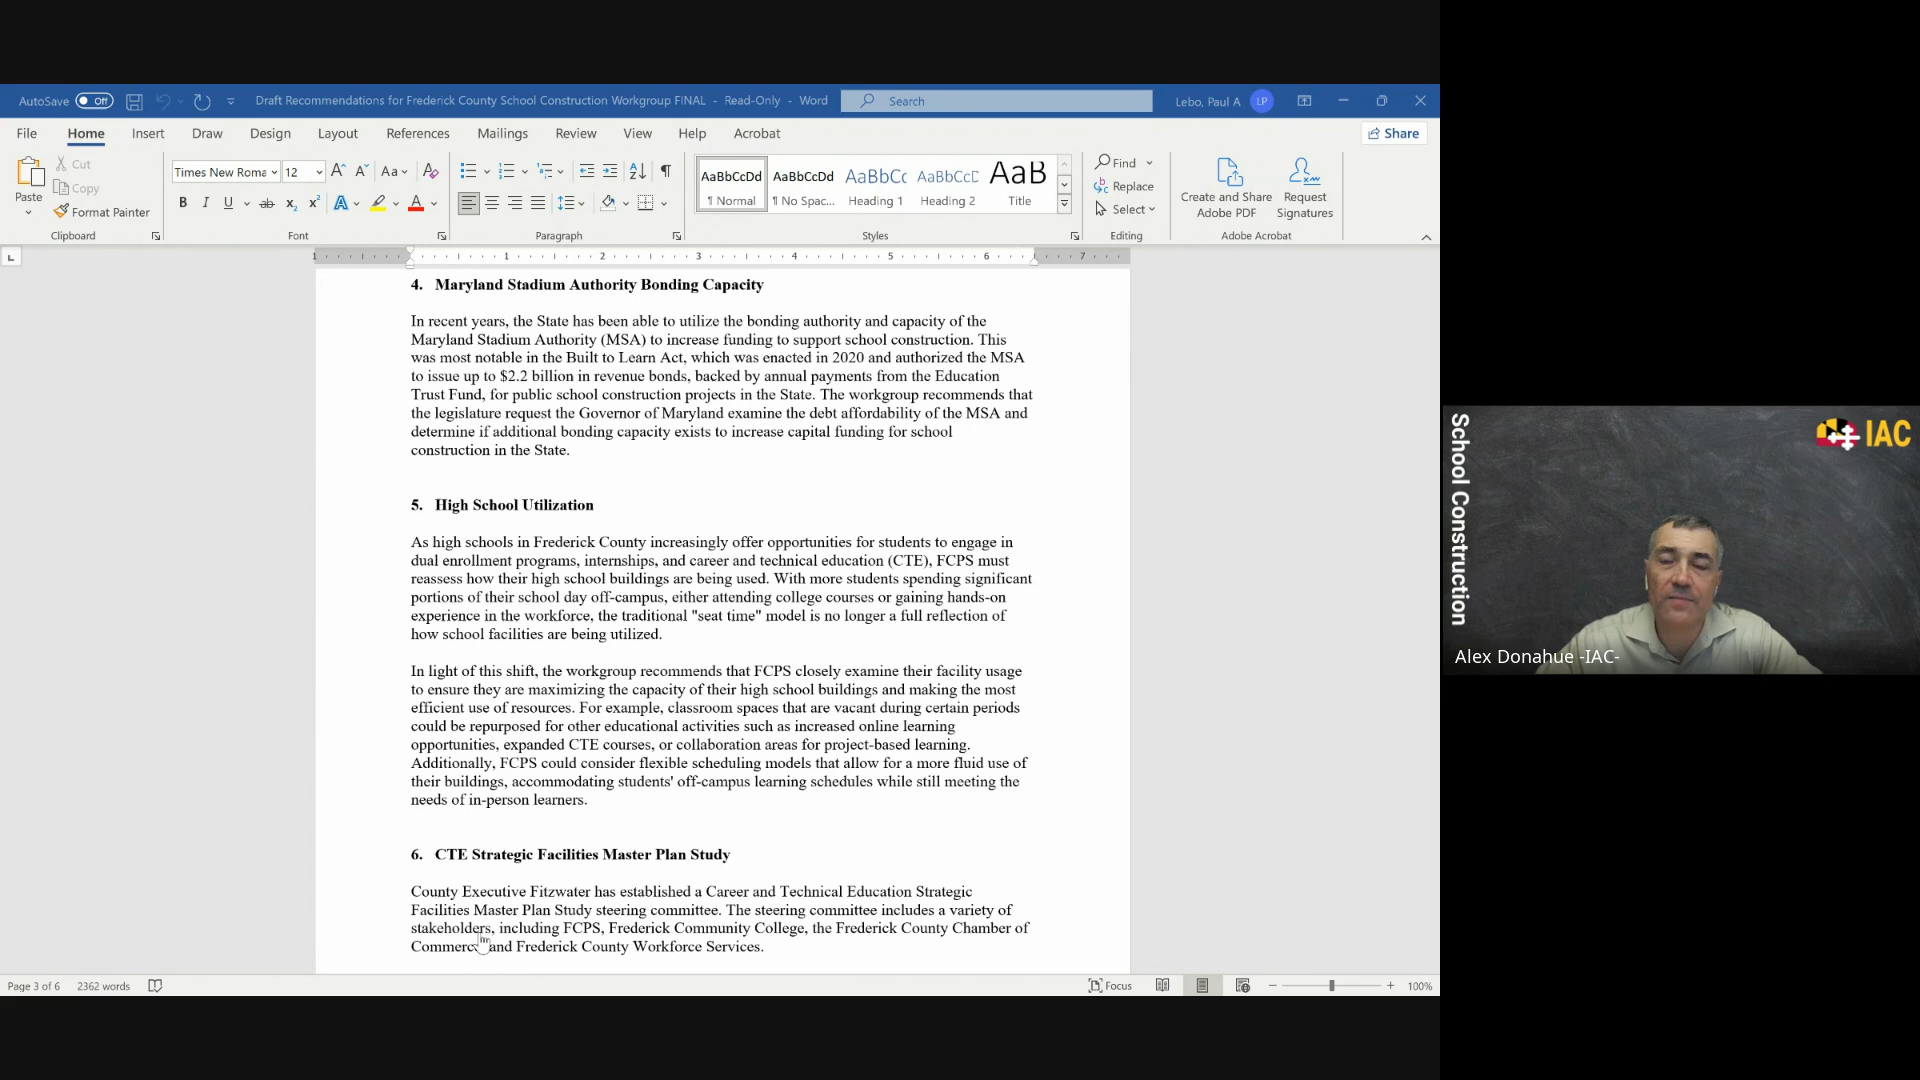 AutoSave Off Draft Recommendations for Frederick County School Construction Workgroup FINAL - Read-Only - Word Search Lebo, Paul A LP
File Home Insert Draw Design Layout References Mailings Review View Help Acrobat Share
Paste
Cut
Copy
Format Painter
Clipboard
Times New Roma 12
Font
Paragraph
AaBbCcDd AaBbCcDd AaBbCc AaBbCcD AaB
¶ Normal ¶ No Spac... Heading 1 Heading 2 Title
Styles
Find
Replace
Select
Editing
Create and Share Adobe PDF
Request Signatures
Adobe Acrobat
1 1 2 3 4 5 6 7
4. Maryland Stadium Authority Bonding Capacity
In recent years, the State has been able to utilize the bonding authority and capacity of the
Maryland Stadium Authority (MSA) to increase funding to support school construction. This
was most notable in the Built to Learn Act, which was enacted in 2020 and authorized the MSA
to issue up to $2.2 billion in revenue bonds, backed by annual payments from the Education
Trust Fund, for public school construction projects in the State. The workgroup recommends that
the legislature request the Governor of Maryland examine the debt affordability of the MSA and
determine if additional bonding capacity exists to increase capital funding for school
construction in the State.
5. High School Utilization
As high schools in Frederick County increasingly offer opportunities for students to engage in
dual enrollment programs, internships, and career and technical education (CTE), FCPS must
reassess how their high school buildings are being used. With more students spending significant
portions of their school day off-campus, either attending college courses or gaining hands-on
experience in the workforce, the traditional "seat time" model is no longer a full reflection of
how school facilities are being utilized.
In light of this shift, the workgroup recommends that FCPS closely examine their facility usage
to ensure they are maximizing the capacity of their high school buildings and making the most
efficient use of resources. For example, classroom spaces that are vacant during certain periods
could be repurposed for other educational activities such as increased online learning
opportunities, expanded CTE courses, or collaboration areas for project-based learning.
Additionally, FCPS could consider flexible scheduling models that allow for a more fluid use of
their buildings, accommodating students' off-campus learning schedules while still meeting the
needs of in-person learners.
6. CTE Strategic Facilities Master Plan Study
County Executive Fitzwater has established a Career and Technical Education Strategic
Facilities Master Plan Study steering committee. The steering committee includes a variety of
stakeholders, including FCPS, Frederick Community College, the Frederick County Chamber of
Commerce and Frederick County Workforce Services.
Page 3 of 6 2362 words Focus 100%
School Construction
IAC
Alex Donahue -IAC-